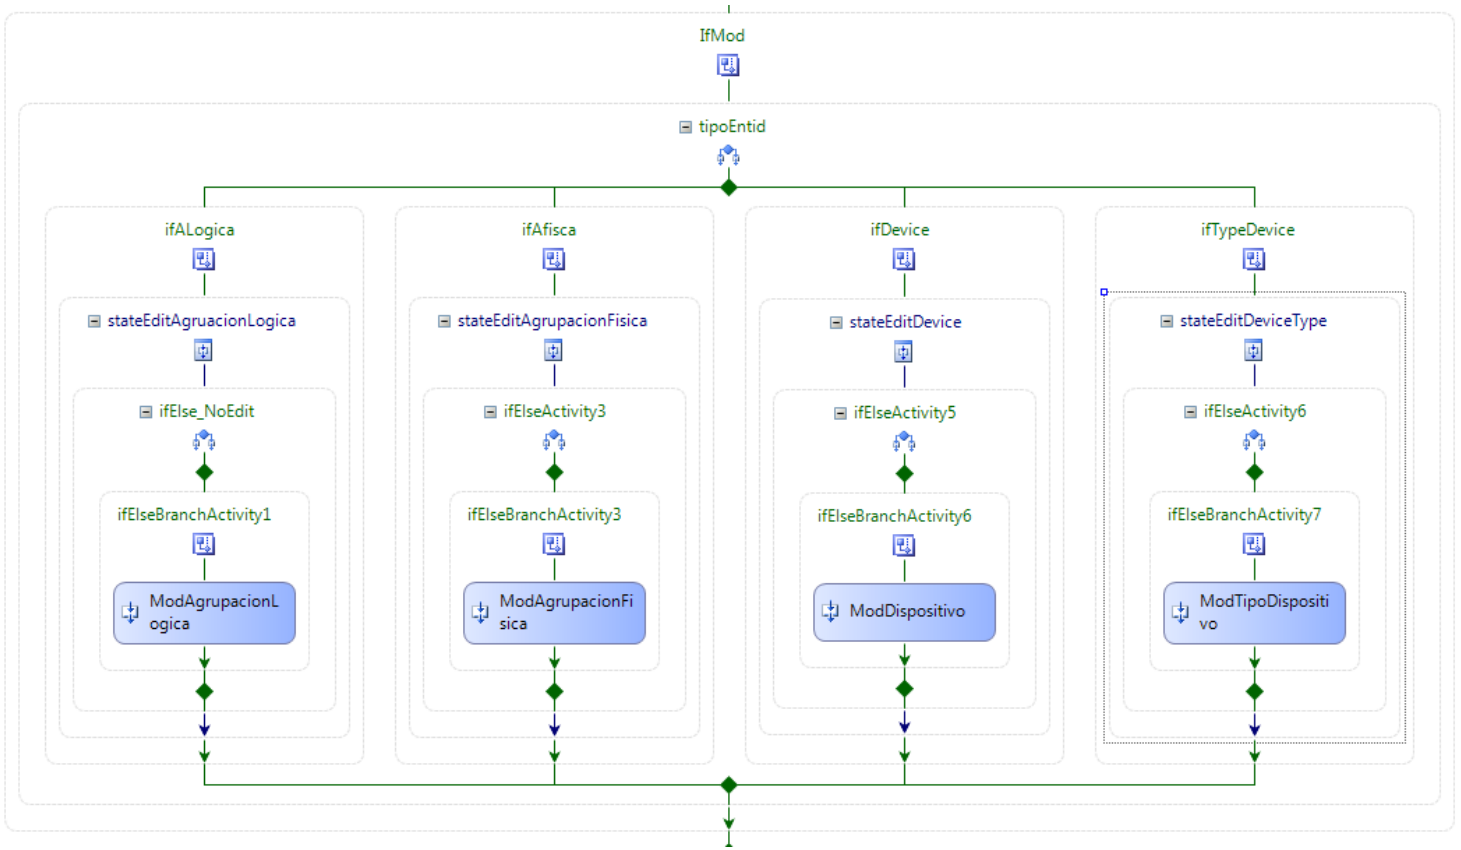 IfMod
tipoEntid
ifALogica
ifAfisca
ifDevice
ifTypeDevice
stateEditAgruacionLogica
stateEditAgrupacionFisica
stateEditDevice
stateEditDeviceType
ifElse_NoEdit
ifElseActivity3
ifElseActivity5
ifElseActivity6
ifElseBranchActivity1
ifElseBranchActivity3
ifElseBranchActivity6
ifElseBranchActivity7
ModAgrupacionL
ogica
ModAgrupacionFi
sica
ModDispositivo
ModTipoDispositi
vo